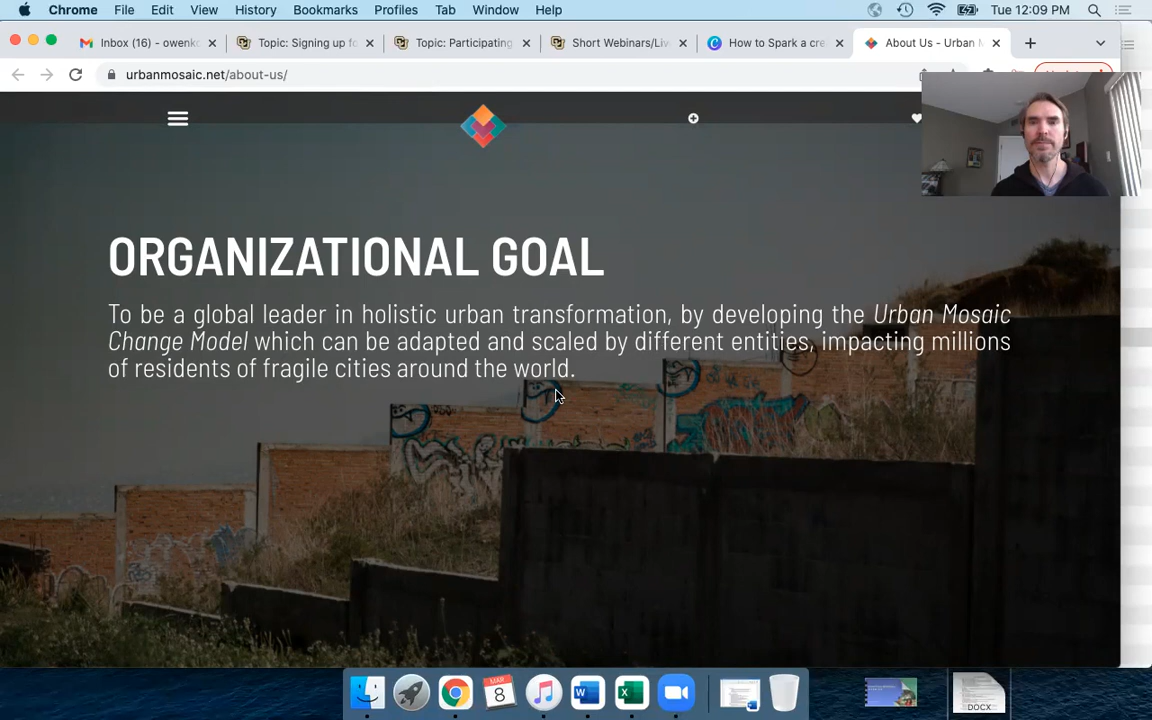 Chrome File Edit View History Bookmarks Profiles Tab Window Help Tue 12:09 PM
Inbox (16) - owenko Topic: Signing up fo Topic: Participating Short Webinars/Liv How to Spark a cre About Us - Urban M
urbanmosaic.net/about-us/
ORGANIZATIONAL GOAL
To be a global leader in holistic urban transformation, by developing the Urban Mosaic
Change Model which can be adapted and scaled by different entities, impacting millions
of residents of fragile cities around the world.
MAR
8
DOCX